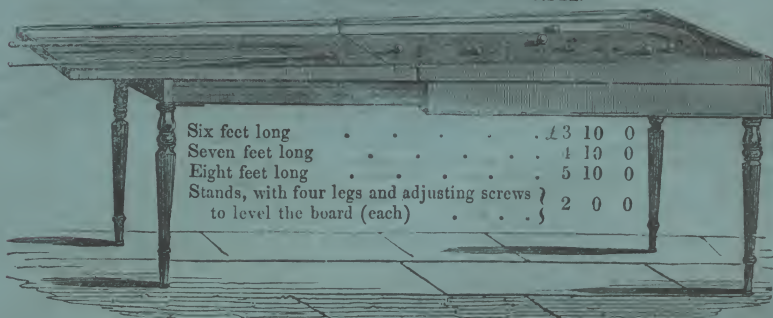 Six feet long . . . . . . £3 10 0
Seven feet long . . . . . 4 10 0
Eight feet long . . . . . . 5 10 0
Stands, with four legs and adjusting screws } 2 0 0
to level the board (each) . . . }